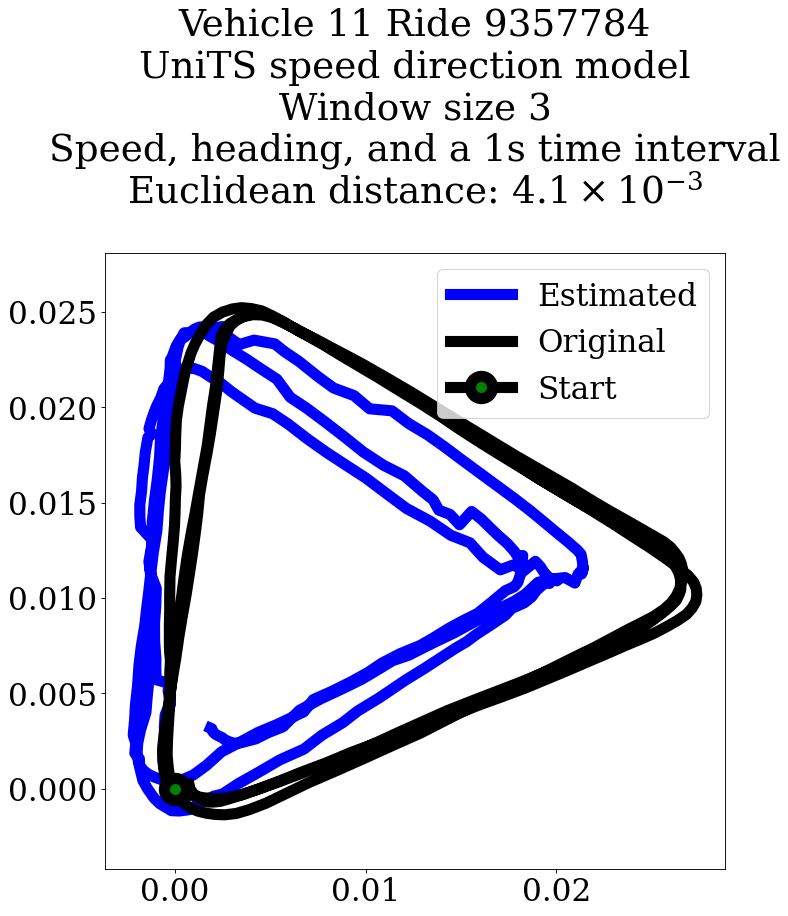 Vehicle 11 Ride 9357784
UniTS speed direction model
Window size 3
Speed, heading, and a 1s time interval
Euclidean distance: 4.1 × 10⁻³
Estimated
Original
Start
0.025
0.020
0.015
0.010
0.005
0.000
0.00
0.01
0.02